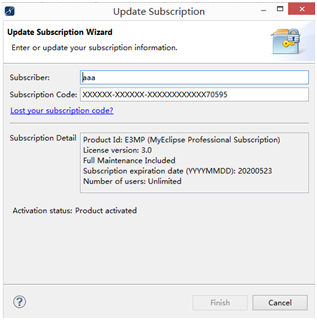 Update Subscription
Update Subscription Wizard
Enter or update your subscription information.
Subscriber: aaa
Subscription Code: XXXXXX-XXXXXX-XXXXXXXXXXXX70595
Lost your subscription code?
Subscription Detail
Product Id: E3MP (MyEclipse Professional Subscription)
License version: 3.0
Full Maintenance Included
Subscription expiration date (YYYYMMDD): 20200523
Number of users: Unlimited
Activation status: Product activated
Finish Cancel